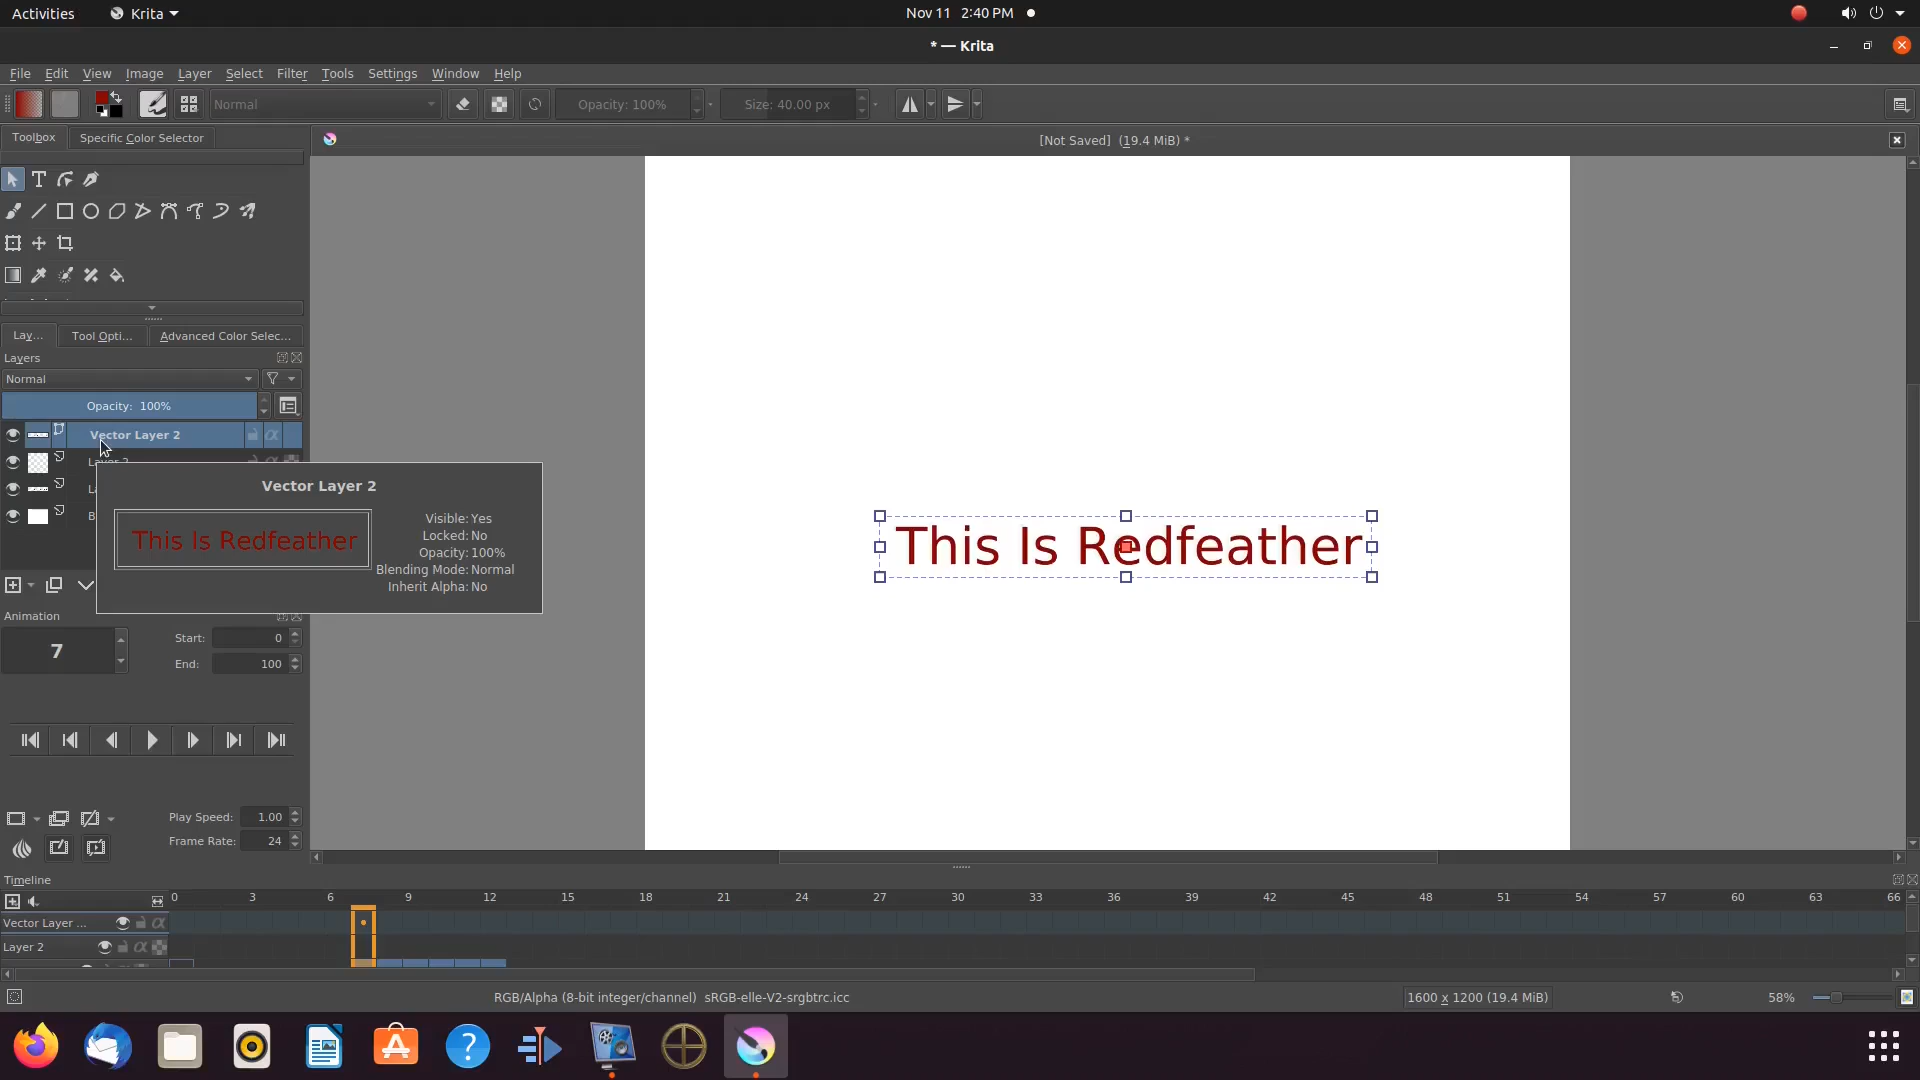 Activities
Krita
Nov 11 2:40 PM
* — Krita
File Edit View Image Layer Select Filter Tools Settings Window Help
Normal
Opacity: 100%
Size: 40.00 px
Toolbox
Specific Color Selector
[Not Saved] (19.4 MiB) *
Lay...
Tool Opti...
Advanced Color Selec...
Layers
Normal
Opacity: 100%
Vector Layer 2
Layer 2
Vector Layer 2
This Is Redfeather
Visible: Yes
Locked: No
Opacity: 100%
Blending Mode: Normal
Inherit Alpha: No
This Is Redfeather
Animation
7
Start: 0
End: 100
Play Speed: 1.00
Frame Rate: 24
Timeline
0 3 6 9 12 15 18 21 24 27 30 33 36 39 42 45 48 51 54 57 60 63 66
Vector Layer ...
Layer 2
RGB/Alpha (8-bit integer/channel) sRGB-elle-V2-srgbtrc.icc
1600 x 1200 (19.4 MiB)
58%